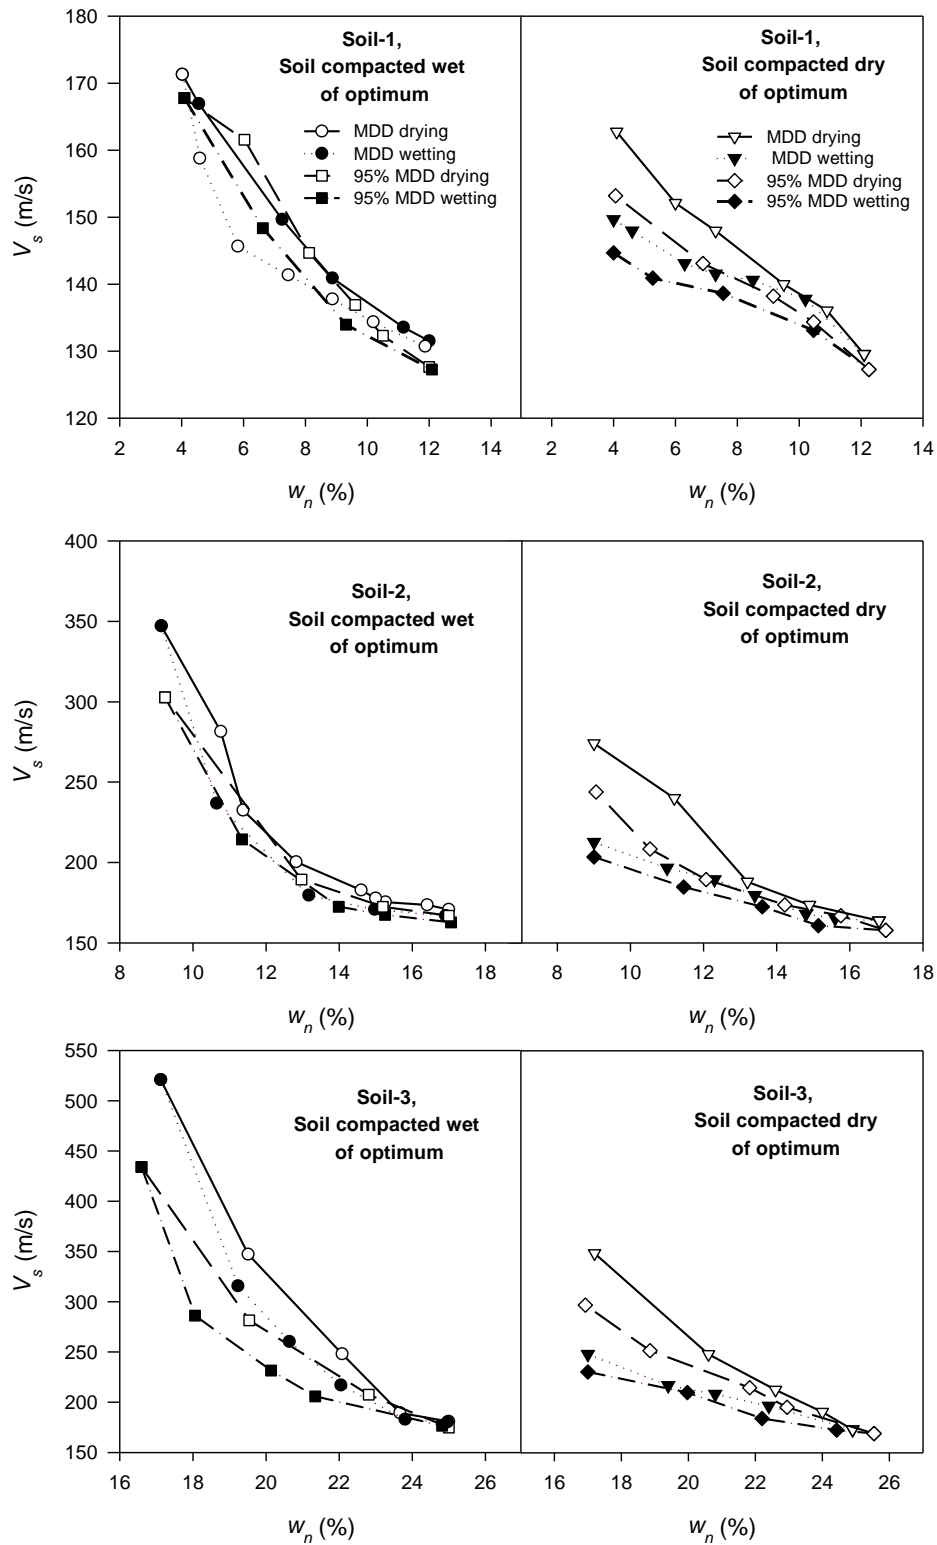 Soil-1,
Soil compacted wet
of optimum
MDD drying
MDD wetting
95% MDD drying
95% MDD wetting
180
170
160
150
140
130
120
V_s (m/s)
2 4 6 8 10 12
w_n (%)
Soil-1,
Soil compacted dry
of optimum
MDD drying
MDD wetting
95% MDD drying
95% MDD wetting
2 4 6 8 10 12 14
w_n (%)
Soil-2,
Soil compacted wet
of optimum
400
350
300
250
200
150
V_s (m/s)
8 10 12 14 16 18
w_n (%)
Soil-2,
Soil compacted dry
of optimum
8 10 12 14 16 18
w_n (%)
Soil-3,
Soil compacted wet
of optimum
550
500
450
400
350
300
250
200
150
V_s (m/s)
16 18 20 22 24 26
w_n (%)
Soil-3,
Soil compacted dry
of optimum
16 18 20 22 24 26
w_n (%)